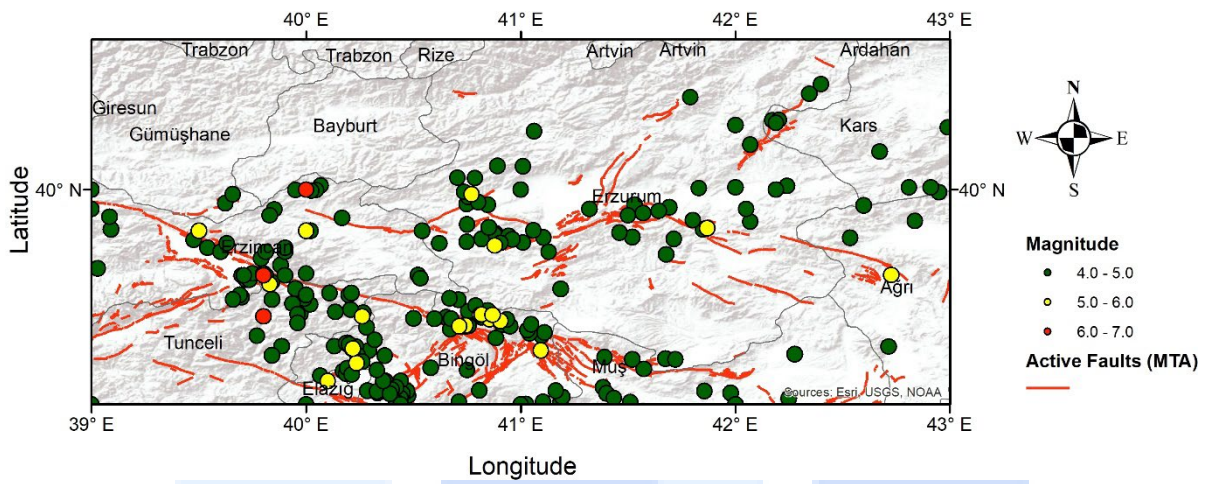 40° E 41° E 42° E 43° E
Trabzon Trabzon Rize Artvin Artvin Ardahan
Giresun
Gümüşhane Bayburt Kars
N
W E
S
Latitude
40° N 40° N
Erzurum
Erzincan
Ağrı
Tunceli Bingöl Muş
Elazığ
Sources: Esri, USGS, NOAA
39° E 40° E 41° E 42° E 43° E
Longitude
Magnitude
4.0 - 5.0
5.0 - 6.0
6.0 - 7.0
Active Faults (MTA)